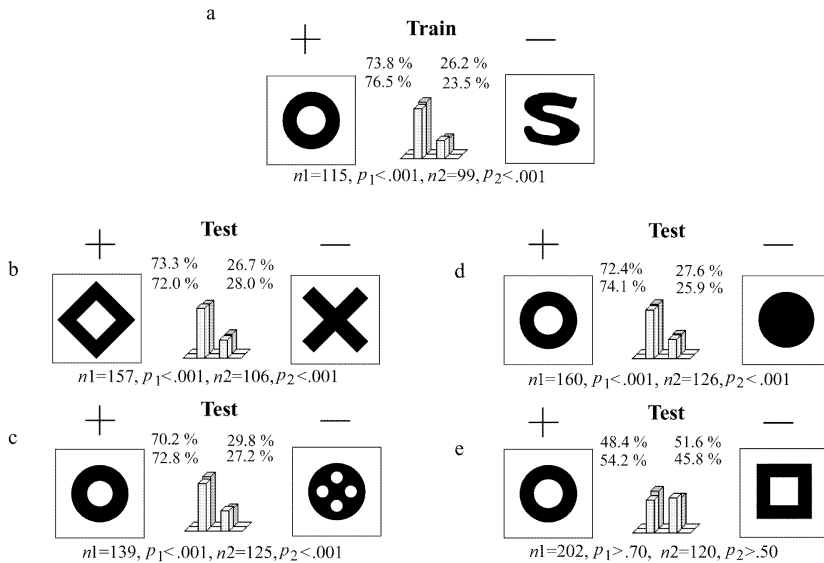 a
Train
+ −
73.8 % 26.2 %
76.5 % 23.5 %
n1=115, p1<.001, n2=99, p2<.001
b
Test
+ −
73.3 % 26.7 %
72.0 % 28.0 %
n1=157, p1<.001, n2=106, p2<.001
c
Test
+ −
70.2 % 29.8 %
72.8 % 27.2 %
n1=139, p1<.001, n2=125, p2<.001
d
Test
+ −
72.4% 27.6 %
74.1 % 25.9 %
n1=160, p1<.001, n2=126, p2<.001
e
Test
+ −
48.4 % 51.6 %
54.2 % 45.8 %
n1=202, p1>.70, n2=120, p2>.50